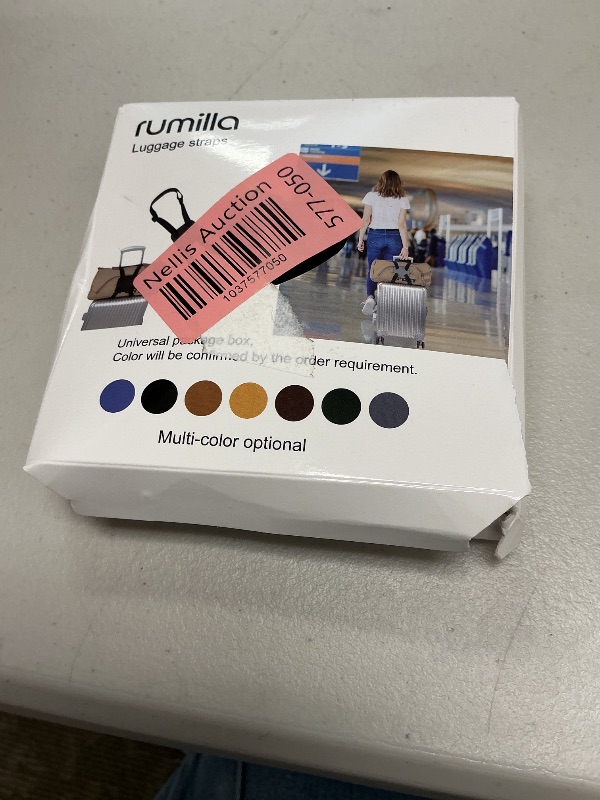 rumilla
Luggage straps
Nellis Auction
577-050
1037577050
Universal package box,
Color will be confirmed by the order requirement.
Multi-color optional